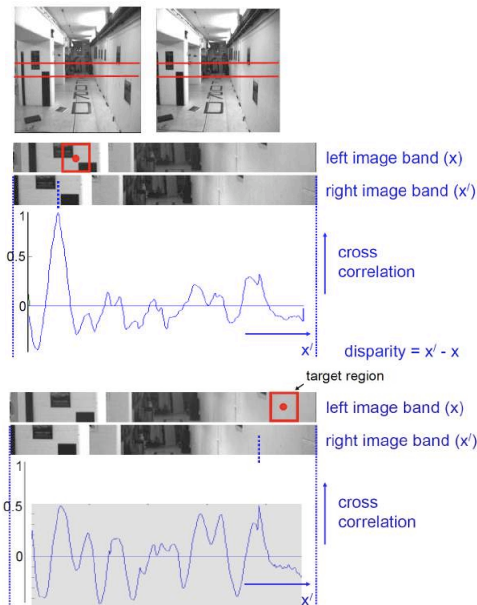 left image band (x)
right image band (x/)
1
0.5
0
cross
correlation
x/
disparity = x/ - x
target region
left image band (x)
right image band (x/)
1
0.5
0
cross
correlation
x/